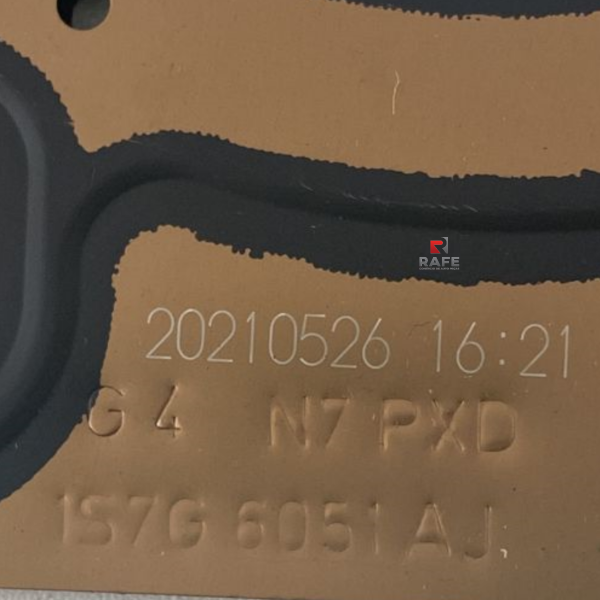 RAFE
20210526 16:21
G 4 N7 PXD
1S7G 6051 AJ